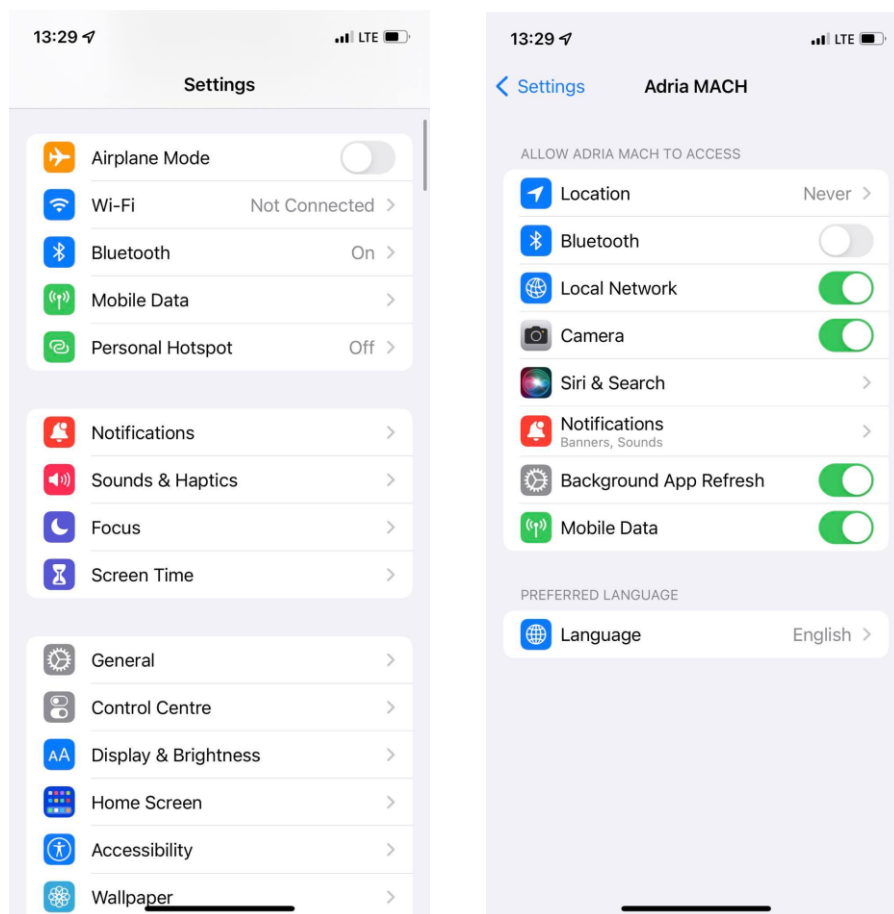 13:29
LTE
Settings
Airplane Mode
Wi-Fi Not Connected
Bluetooth On
Mobile Data
Personal Hotspot Off
Notifications
Sounds & Haptics
Focus
Screen Time
General
Control Centre
AA Display & Brightness
Home Screen
Accessibility
Wallpaper
13:29
LTE
Settings Adria MACH
ALLOW ADRIA MACH TO ACCESS
Location Never
Bluetooth
Local Network
Camera
Siri & Search
Notifications
Banners, Sounds
Background App Refresh
Mobile Data
PREFERRED LANGUAGE
Language English